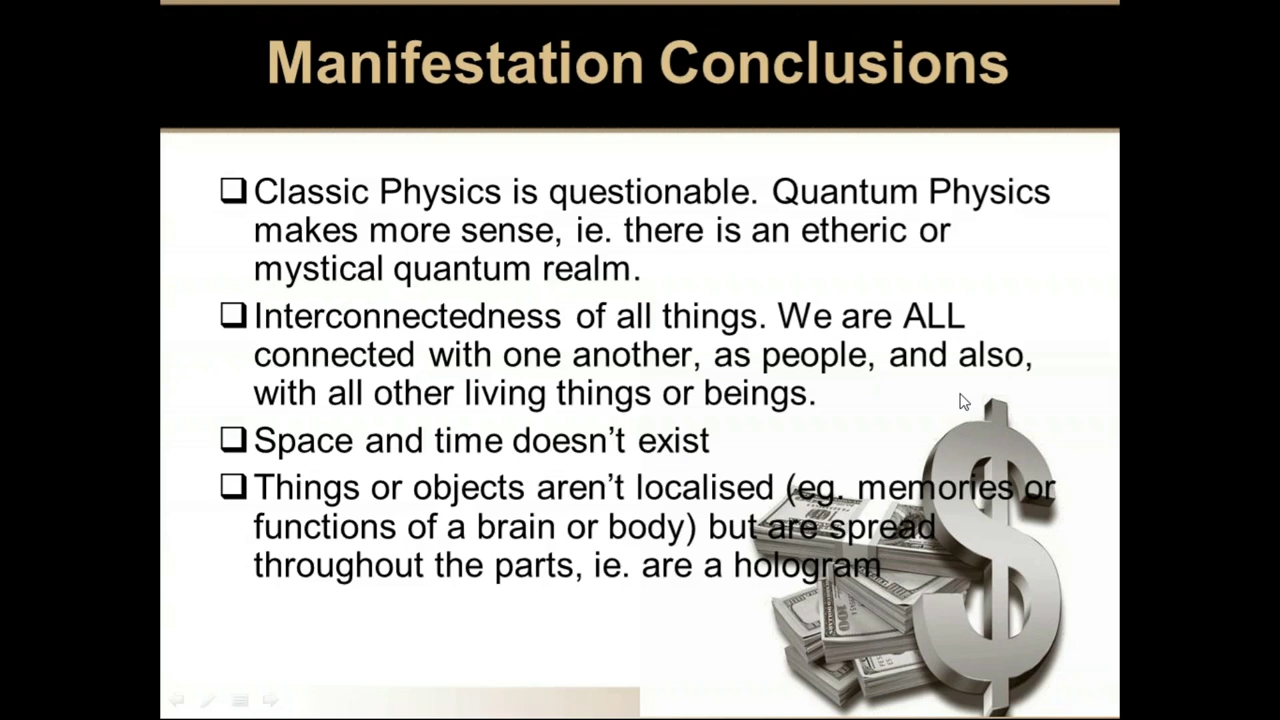 Manifestation Conclusions
Classic Physics is questionable. Quantum Physics
makes more sense, ie. there is an etheric or
mystical quantum realm.
Interconnectedness of all things. We are ALL
connected with one another, as people, and also,
with all other living things or beings.
Space and time doesn't exist
Things or objects aren't localised (eg. memories or
functions of a brain or body) but are spread
throughout the parts, ie. are a hologram
100